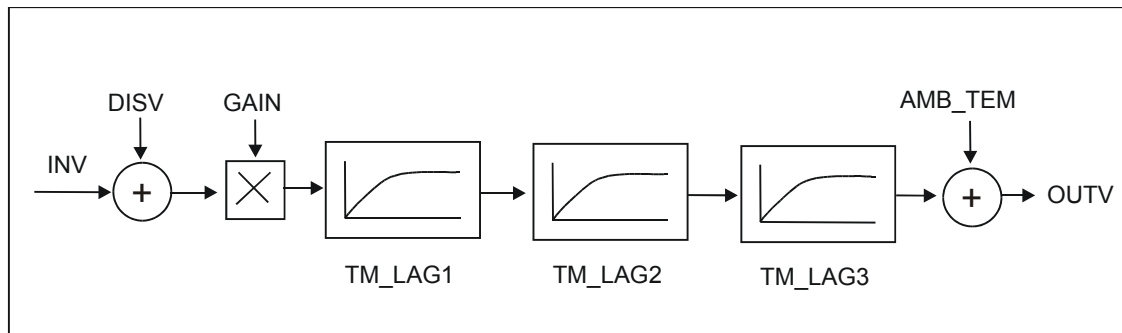 DISV
GAIN
AMB_TEM
INV
+
+
OUTV
TM_LAG1
TM_LAG2
TM_LAG3